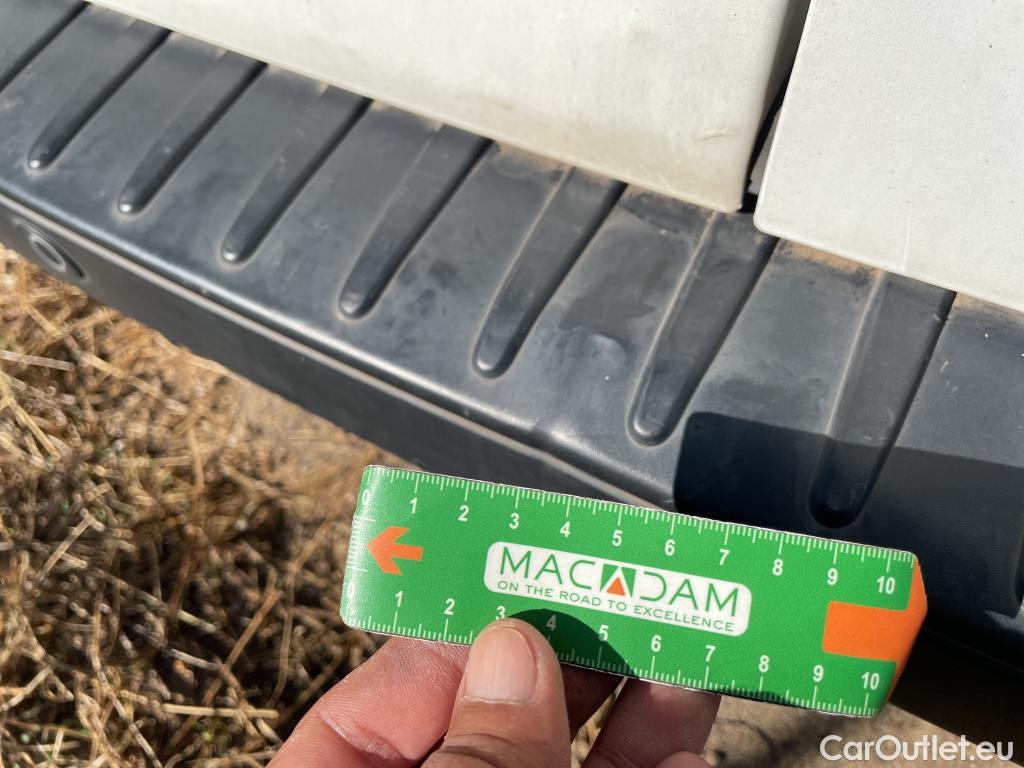 0 1 2 3 4 5 6 7 8 9 10
MACADAM
ON THE ROAD TO EXCELLENCE
0 1 2 3 4 5 6 7 8 9 10
CarOutlet.eu